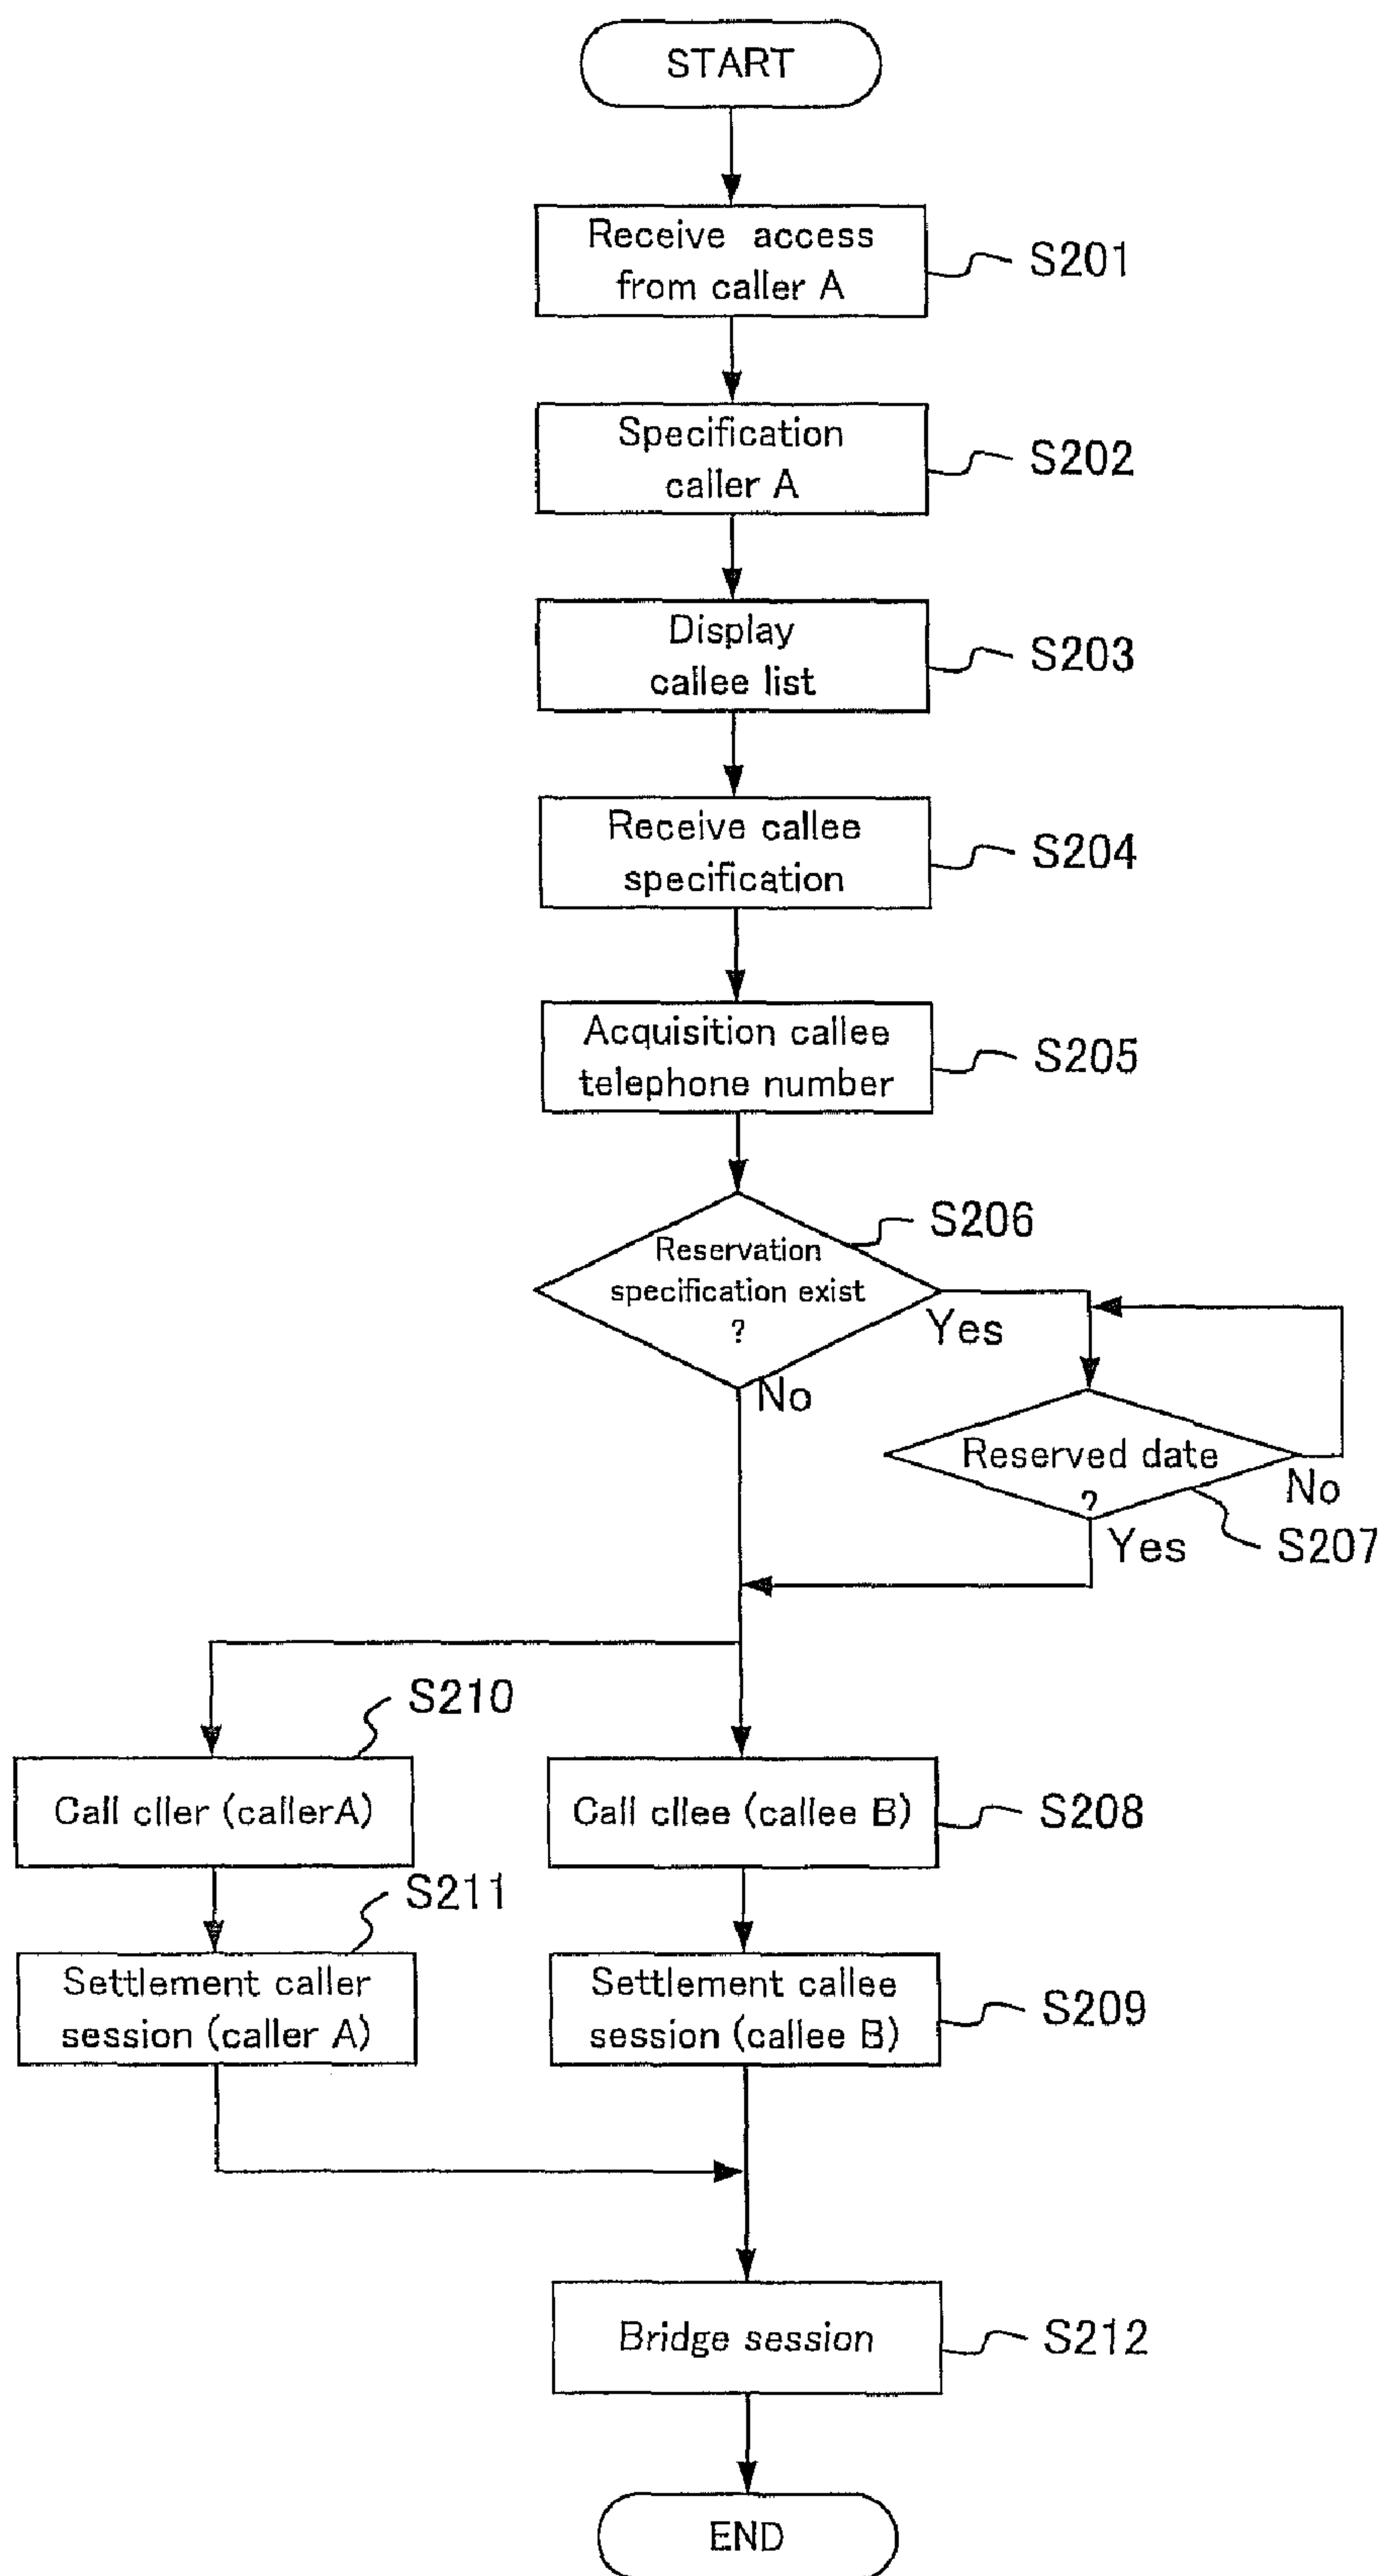 START
Receive access
from caller A
S201
Specification
caller A
S202
Display
callee list
S203
Receive callee
specification
S204
Acquisition callee
telephone number
S205
S206
Reservation
specification exist
?
Yes
No
Reserved date
?
No
Yes
S207
S210
Call cller (callerA)
Call cllee (callee B)
S208
S211
Settlement caller
session (caller A)
Settlement callee
session (callee B)
S209
Bridge session
S212
END